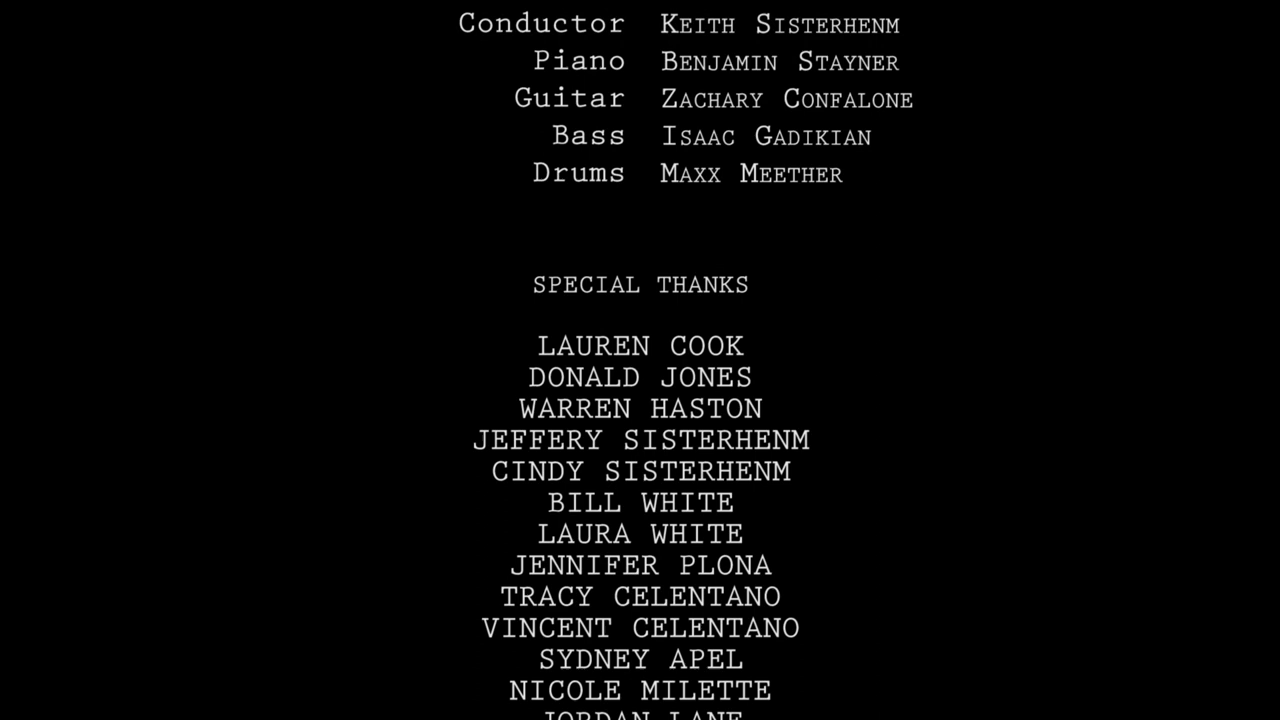 Conductor Keith Sisterhenm
Piano Benjamin Stayner
Guitar Zachary Confalone
Bass Isaac Gadikian
Drums Maxx Meether
SPECIAL THANKS
LAUREN COOK
DONALD JONES
WARREN HASTON
JEFFERY SISTERHENM
CINDY SISTERHENM
BILL WHITE
LAURA WHITE
JENNIFER PLONA
TRACY CELENTANO
VINCENT CELENTANO
SYDNEY APEL
NICOLE MILETTE
JORDAN LANE